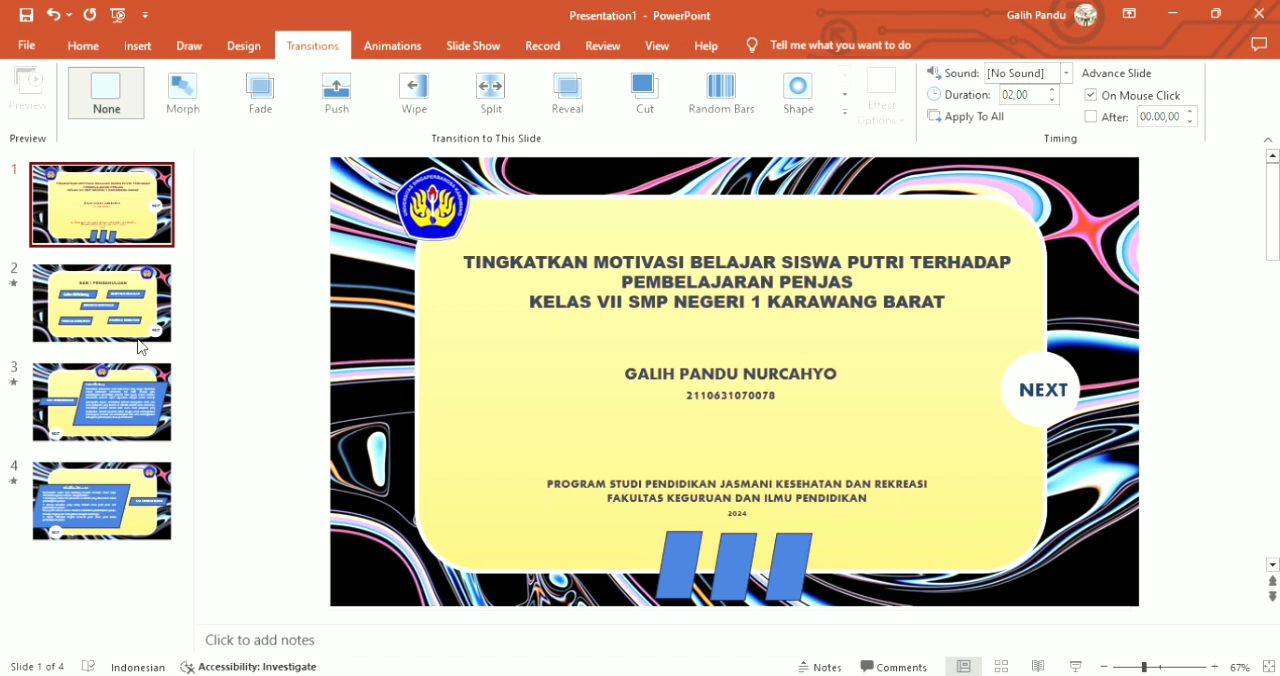 Presentation1 - PowerPoint
Galih Pandu
File Home Insert Draw Design Transitions Animations Slide Show Record Review View Help Tell me what you want to do
Preview
None
Morph
Fade
Push
Wipe
Split
Reveal
Cut
Random Bars
Shape
Effect
Options
Sound: [No Sound]
Duration: 02,00
Apply To All
Advance Slide
On Mouse Click
After: 00.00,00
Preview
Transition to This Slide
Timing
1
2
3
4
TINGKATKAN MOTIVASI BELAJAR SISWA PUTRI TERHADAP
PEMBELAJARAN PENJAS
KELAS VII SMP NEGERI 1 KARAWANG BARAT
GALIH PANDU NURCAHYO
2110631070078
NEXT
PROGRAM STUDI PENDIDIKAN JASMANI KESEHATAN DAN REKREASI
FAKULTAS KEGURUAN DAN ILMU PENDIDIKAN
2024
Click to add notes
Slide 1 of 4 Indonesian Accessibility: Investigate Notes Comments 67%